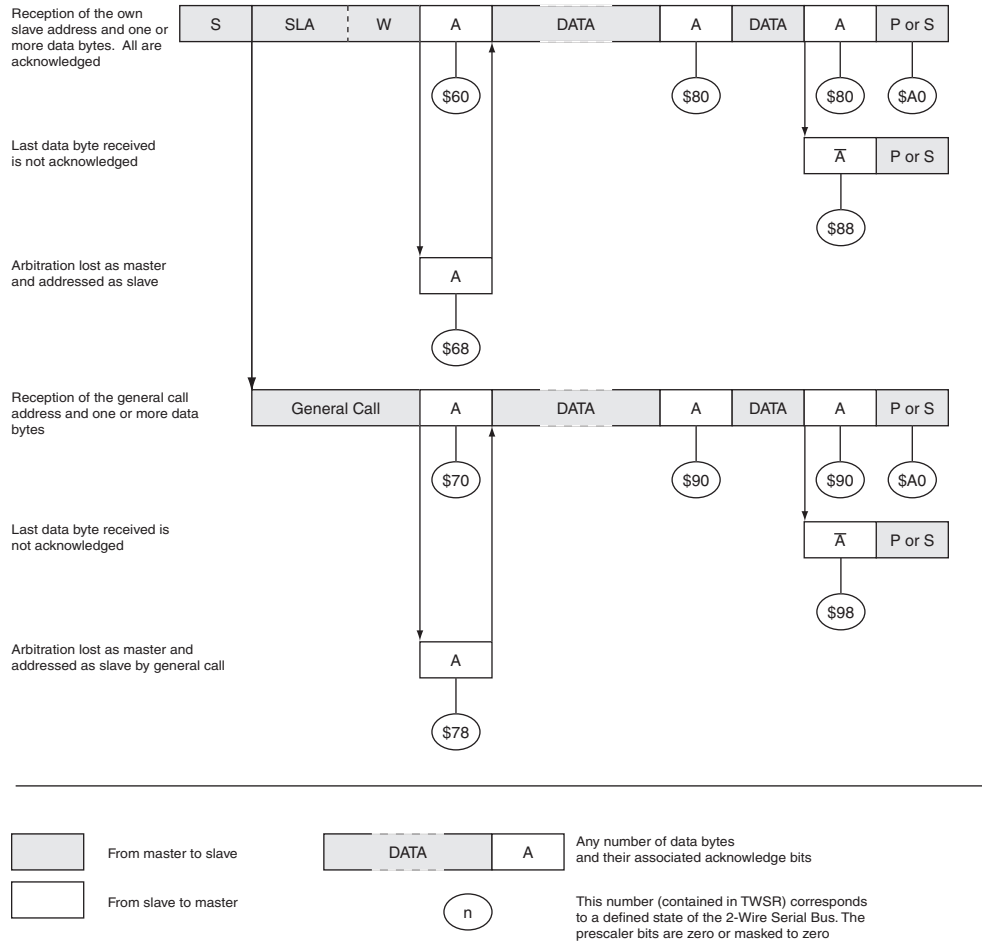 Reception of the own
slave address and one or
more data bytes. All are
acknowledged
S SLA W A DATA A DATA A P or S
$60 $80 $80 $A0
Last data byte received
is not acknowledged
A̅ P or S
$88
Arbitration lost as master
and addressed as slave
A
$68
Reception of the general call
address and one or more data
bytes
General Call A DATA A DATA A P or S
$70 $90 $90 $A0
Last data byte received is
not acknowledged
A̅ P or S
$98
Arbitration lost as master and
addressed as slave by general call
A
$78
From master to slave
DATA A
Any number of data bytes
and their associated acknowledge bits
From slave to master
n
This number (contained in TWSR) corresponds
to a defined state of the 2-Wire Serial Bus. The
prescaler bits are zero or masked to zero